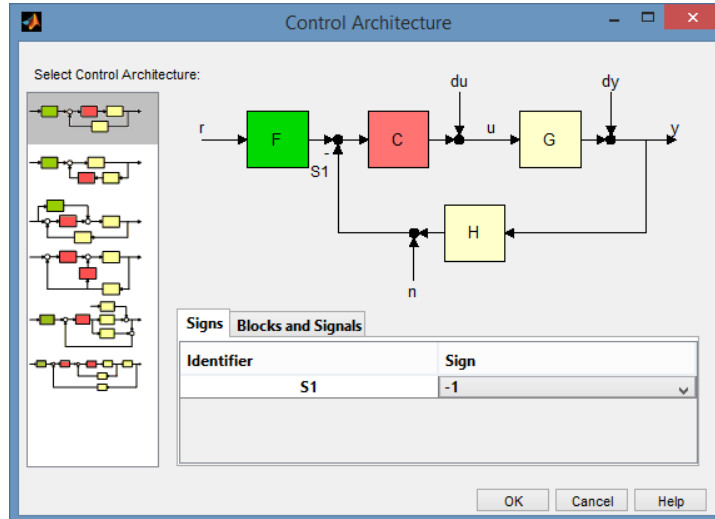 Control Architecture
Select Control Architecture:
du
dy
r
F
C
u
G
y
-
S1
H
n
Signs
Blocks and Signals
Identifier
Sign
S1
-1
OK
Cancel
Help